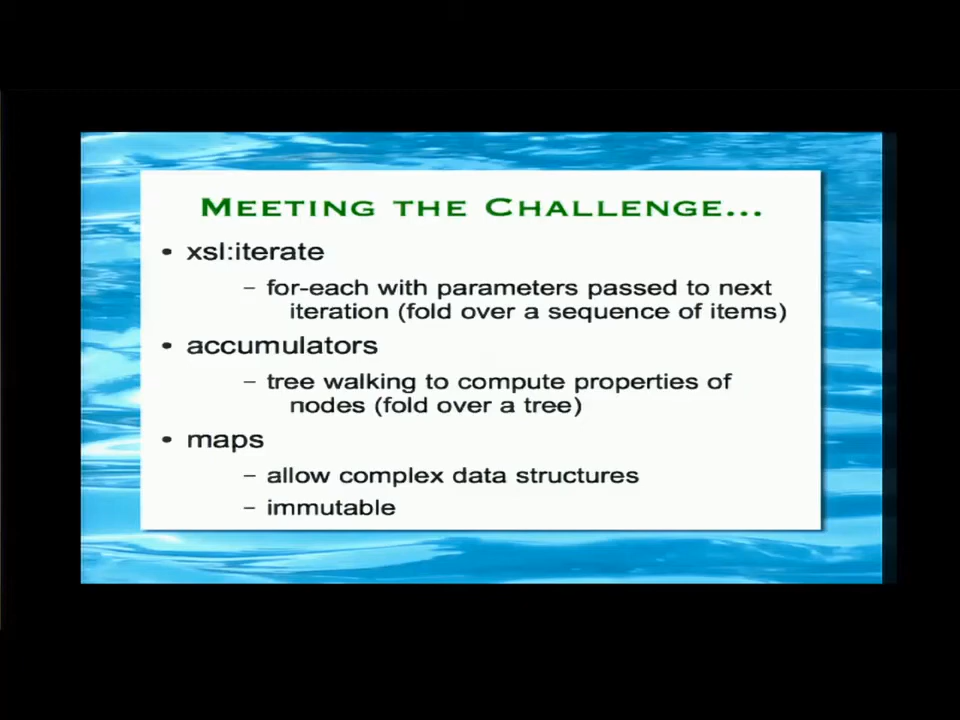 MEETING THE CHALLENGE...
• xsl:iterate
– for-each with parameters passed to next
iteration (fold over a sequence of items)
• accumulators
– tree walking to compute properties of
nodes (fold over a tree)
• maps
– allow complex data structures
– immutable